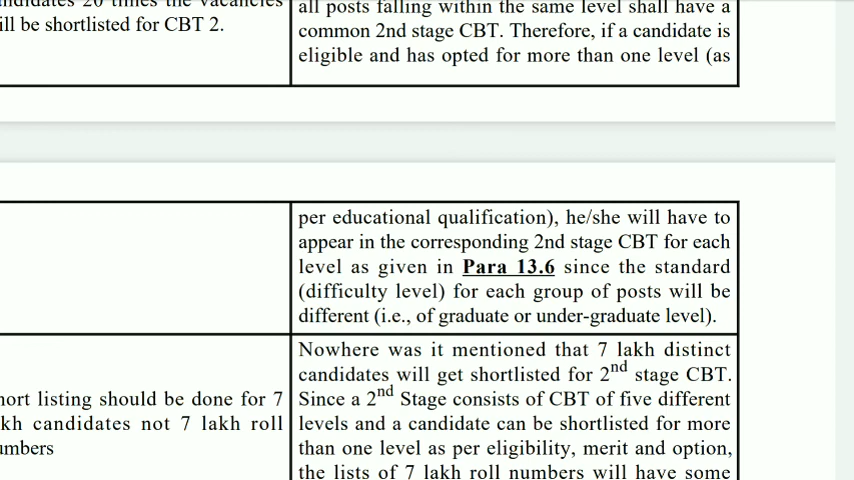 andidates 20 times the vacancies
ill be shortlisted for CBT 2.
all posts falling within the same level shall have a
common 2nd stage CBT. Therefore, if a candidate is
eligible and has opted for more than one level (as
per educational qualification), he/she will have to
appear in the corresponding 2nd stage CBT for each
level as given in Para 13.6 since the standard
(difficulty level) for each group of posts will be
different (i.e., of graduate or under-graduate level).
hort listing should be done for 7
kh candidates not 7 lakh roll
umbers
Nowhere was it mentioned that 7 lakh distinct
candidates will get shortlisted for 2nd stage CBT.
Since a 2nd Stage consists of CBT of five different
levels and a candidate can be shortlisted for more
than one level as per eligibility, merit and option,
the lists of 7 lakh roll numbers will have some